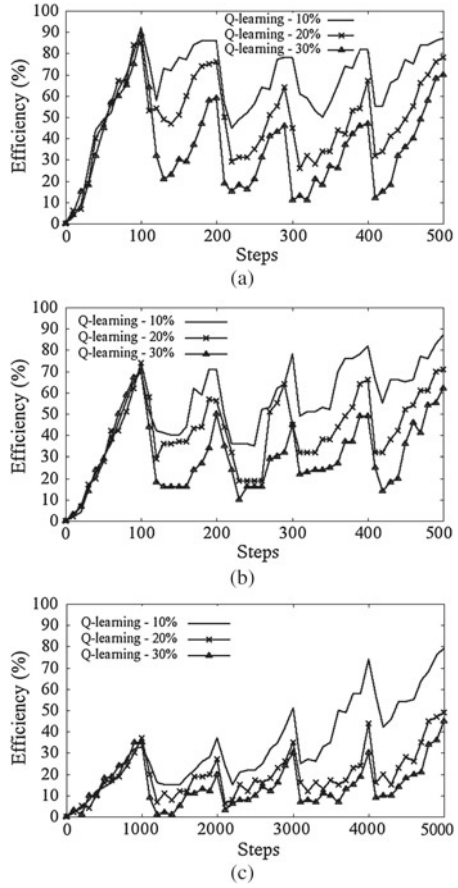 100
90
80
70
60
50
40
30
26
10
0
Efficiency (%)
Q-learning - 10%
Q-learning - 20%
Q-learning - 30%
0
100
200
300
400
500
Steps
(a)
100
90
80
70
60
50
40
30
20
10
0
Efficiency (%)
Q-learning - 10%
Q-learning - 20%
Q-learning - 30%
0
100
200
300
400
500
Steps
(b)
100
90
80
70
60
50
40
30
20
10
0
Efficiency (%)
Q-learning - 10%
Q-learning - 20%
Q-learning - 30%
0
1000
2000
3000
4000
5000
Steps
(c)